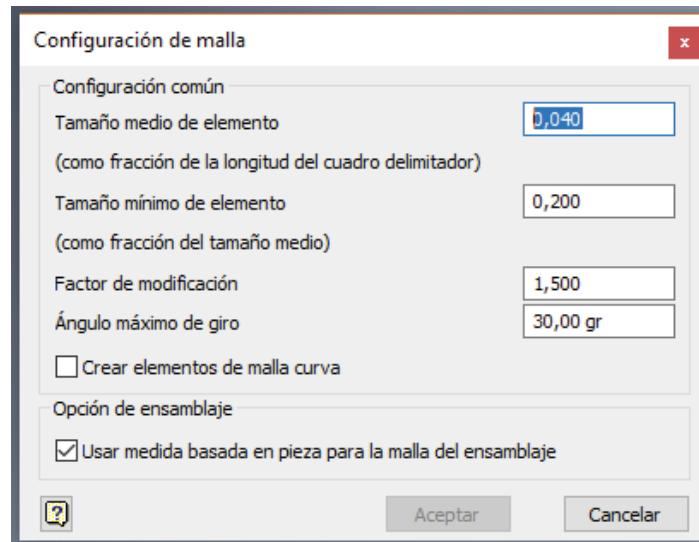 Configuración de malla
x
Configuración común
Tamaño medio de elemento 0,040
(como fracción de la longitud del cuadro delimitador)
Tamaño mínimo de elemento 0,200
(como fracción del tamaño medio)
Factor de modificación 1,500
Ángulo máximo de giro 30,00 gr
Crear elementos de malla curva
Opción de ensamblaje
Usar medida basada en pieza para la malla del ensamblaje
? Aceptar Cancelar